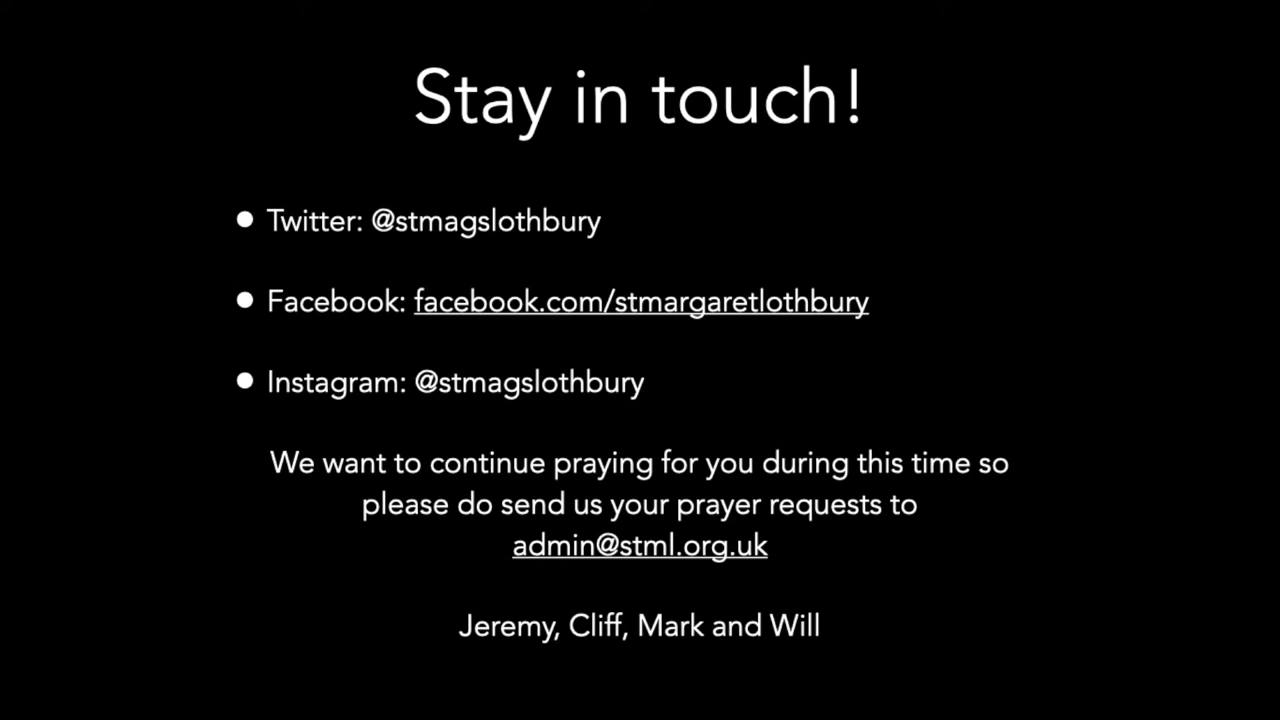 Stay in touch!
• Twitter: @stmagslothbury
• Facebook: facebook.com/stmargaretlothbury
• Instagram: @stmagslothbury
We want to continue praying for you during this time so
please do send us your prayer requests to
admin@stml.org.uk
Jeremy, Cliff, Mark and Will